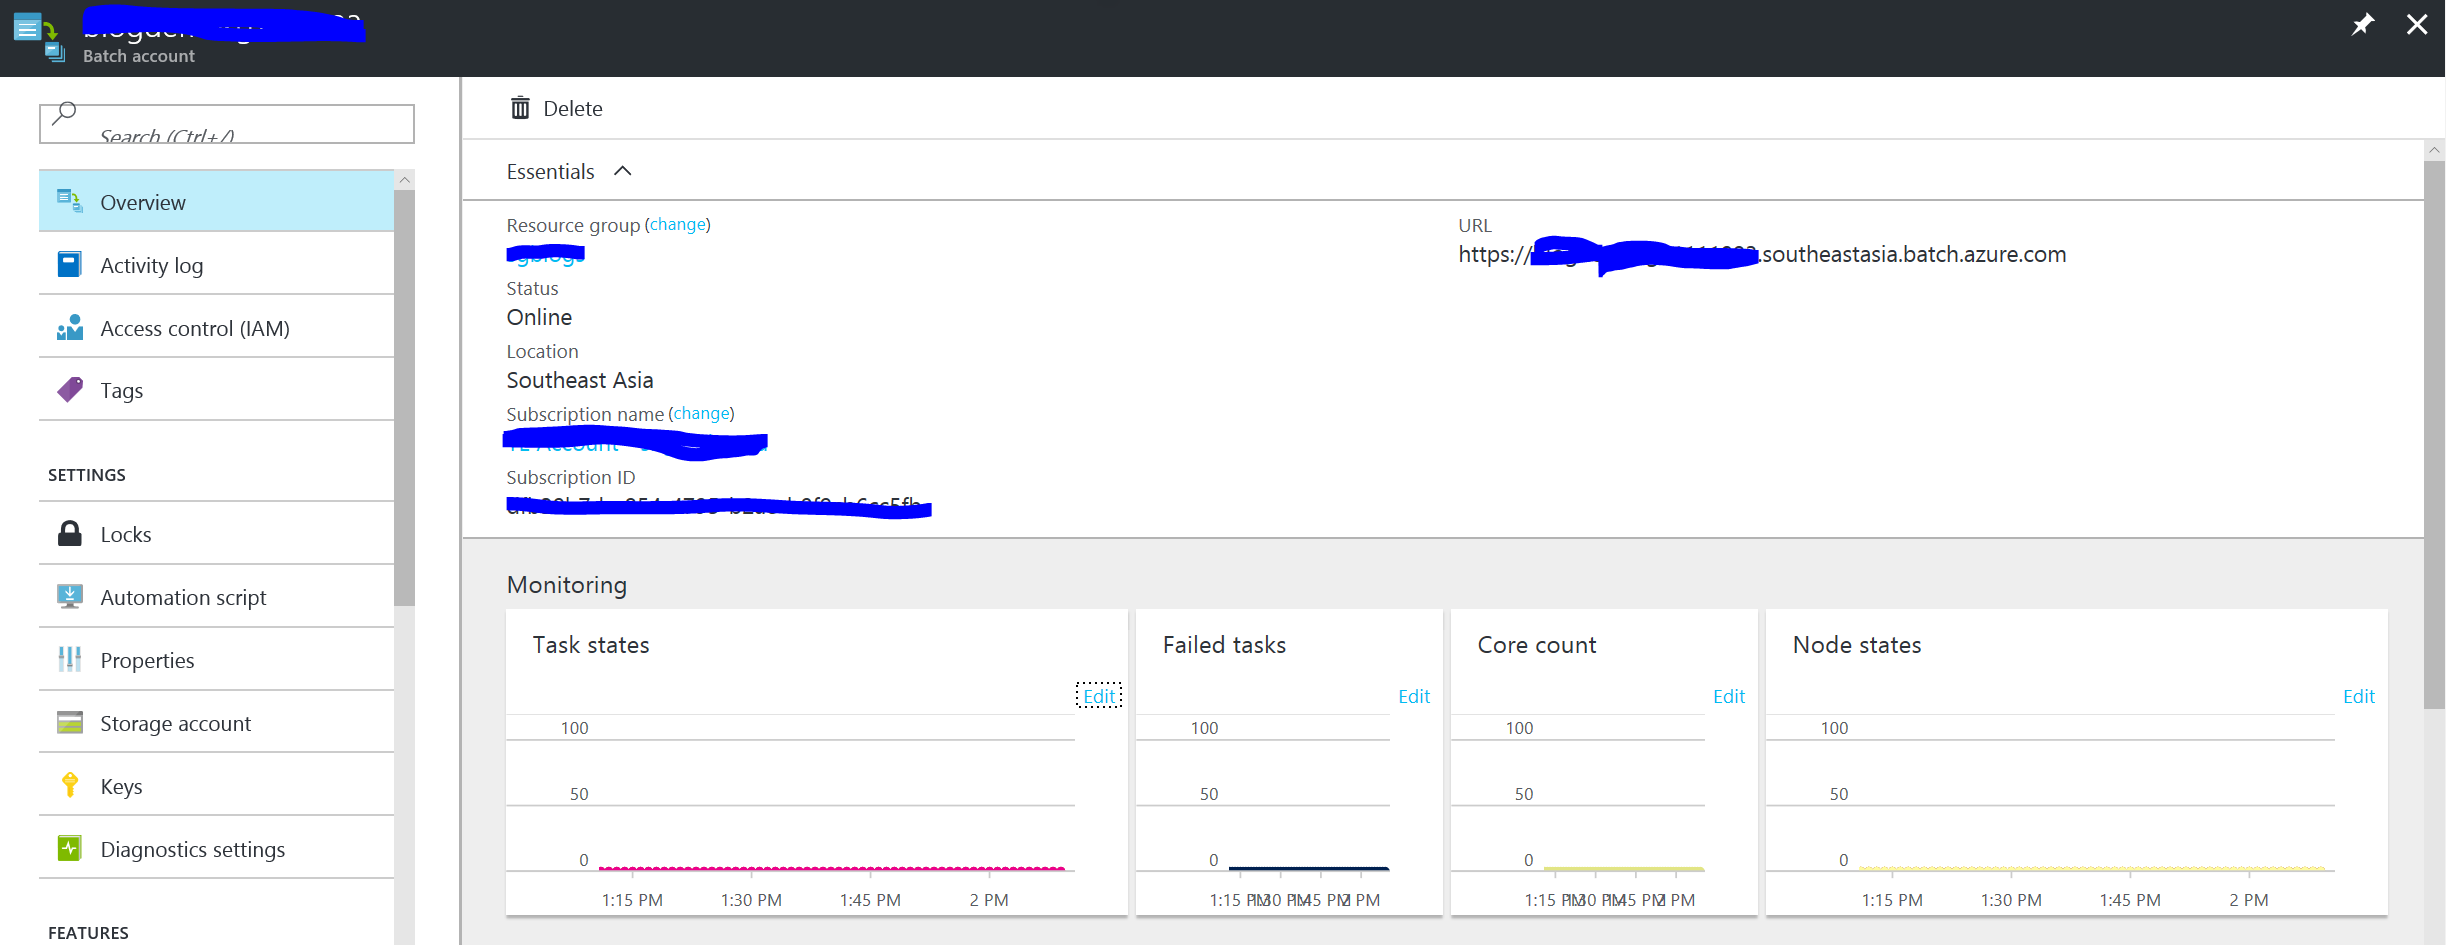 Batch account
Search (Ctrl+/)
Overview
Activity log
Access control (IAM)
Tags
SETTINGS
Locks
Automation script
Properties
Storage account
Keys
Diagnostics settings
FEATURES
Delete
Essentials
Resource group (change)
Status
Online
Location
Southeast Asia
Subscription name (change)
Subscription ID
URL
https:// .southeastasia.batch.azure.com
Monitoring
Task states
Edit
100
50
0
1:15 PM 1:30 PM 1:45 PM 2 PM
Failed tasks
Edit
100
50
0
1:15 PM 1:30 PM 1:45 PM 2 PM
Core count
Edit
100
50
0
1:15 PM 1:30 PM 1:45 PM 2 PM
Node states
Edit
100
50
0
1:15 PM 1:30 PM 1:45 PM 2 PM